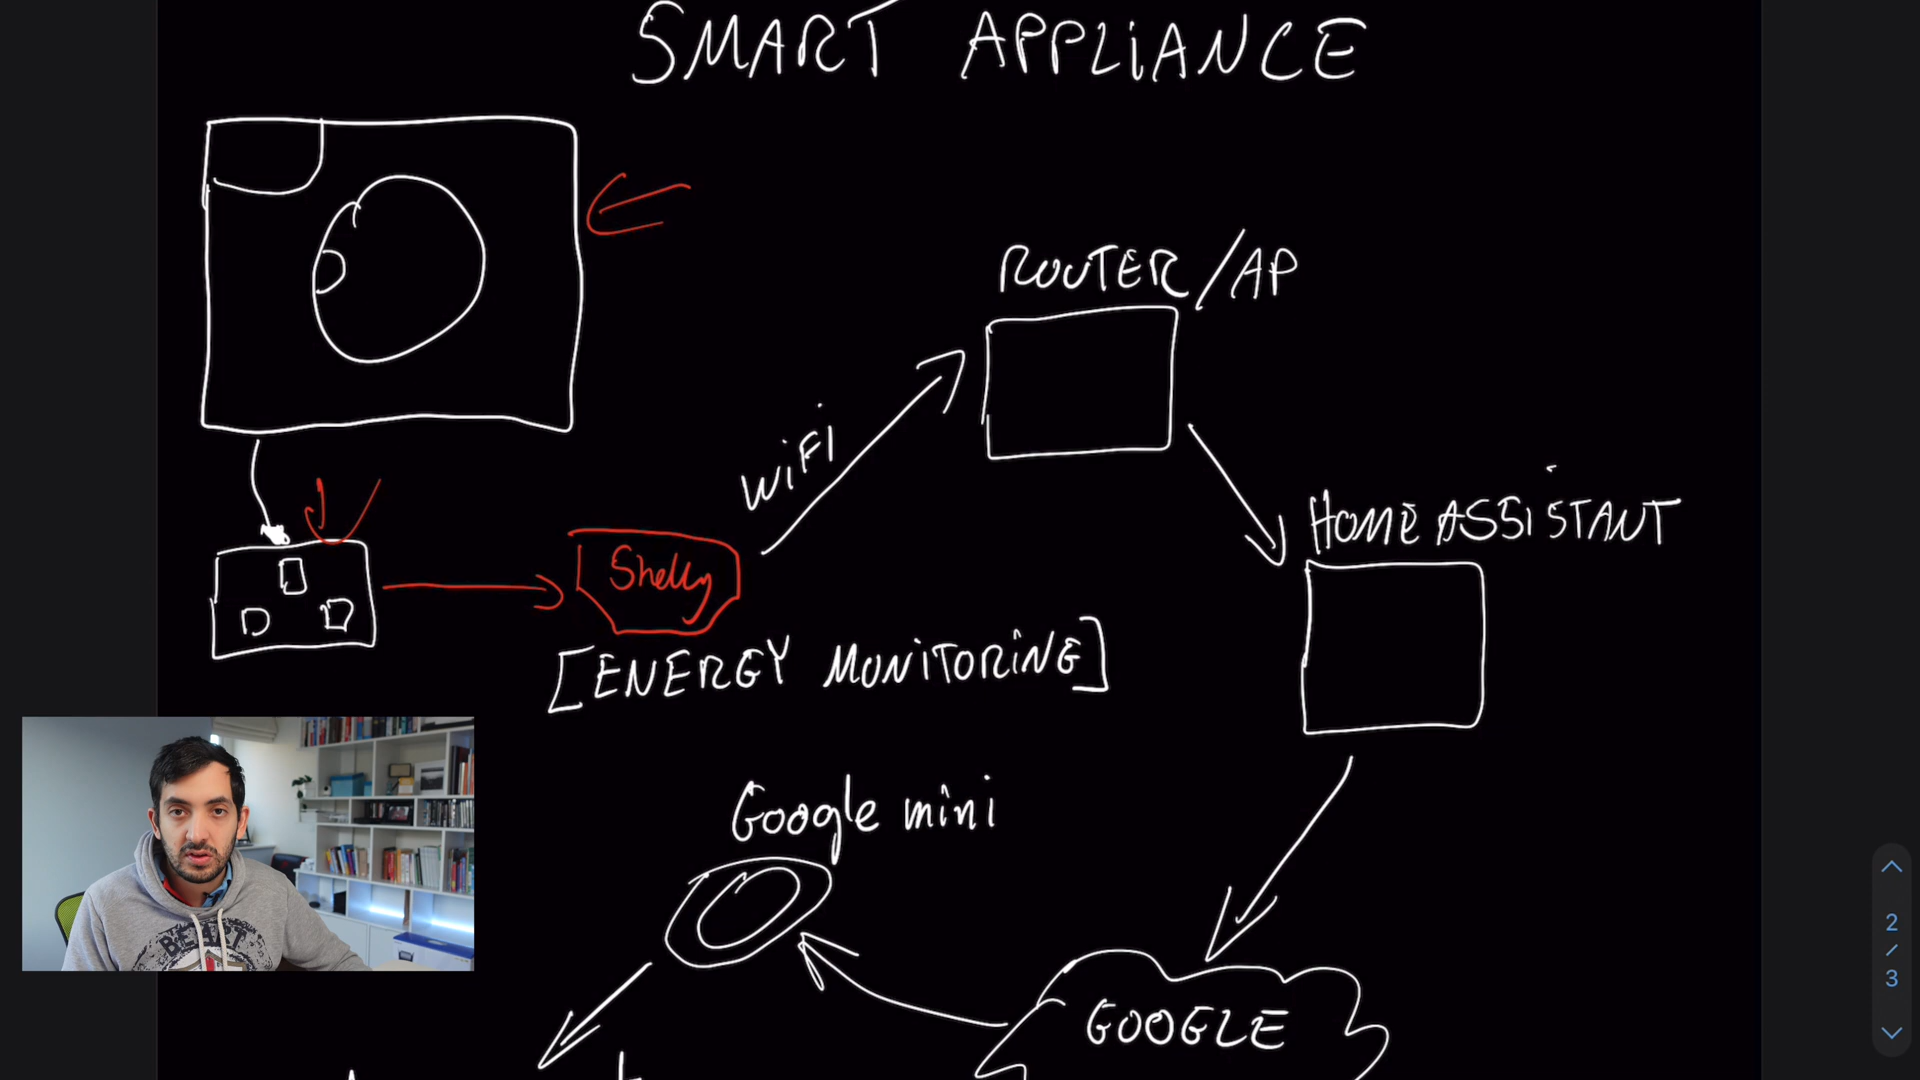 SMART APPLIANCE
ROUTER/AP
WiFi
HOME ASSISTANT
Shelly
[ENERGY MONITORING]
Google mini
GOOGLE
2
/
3